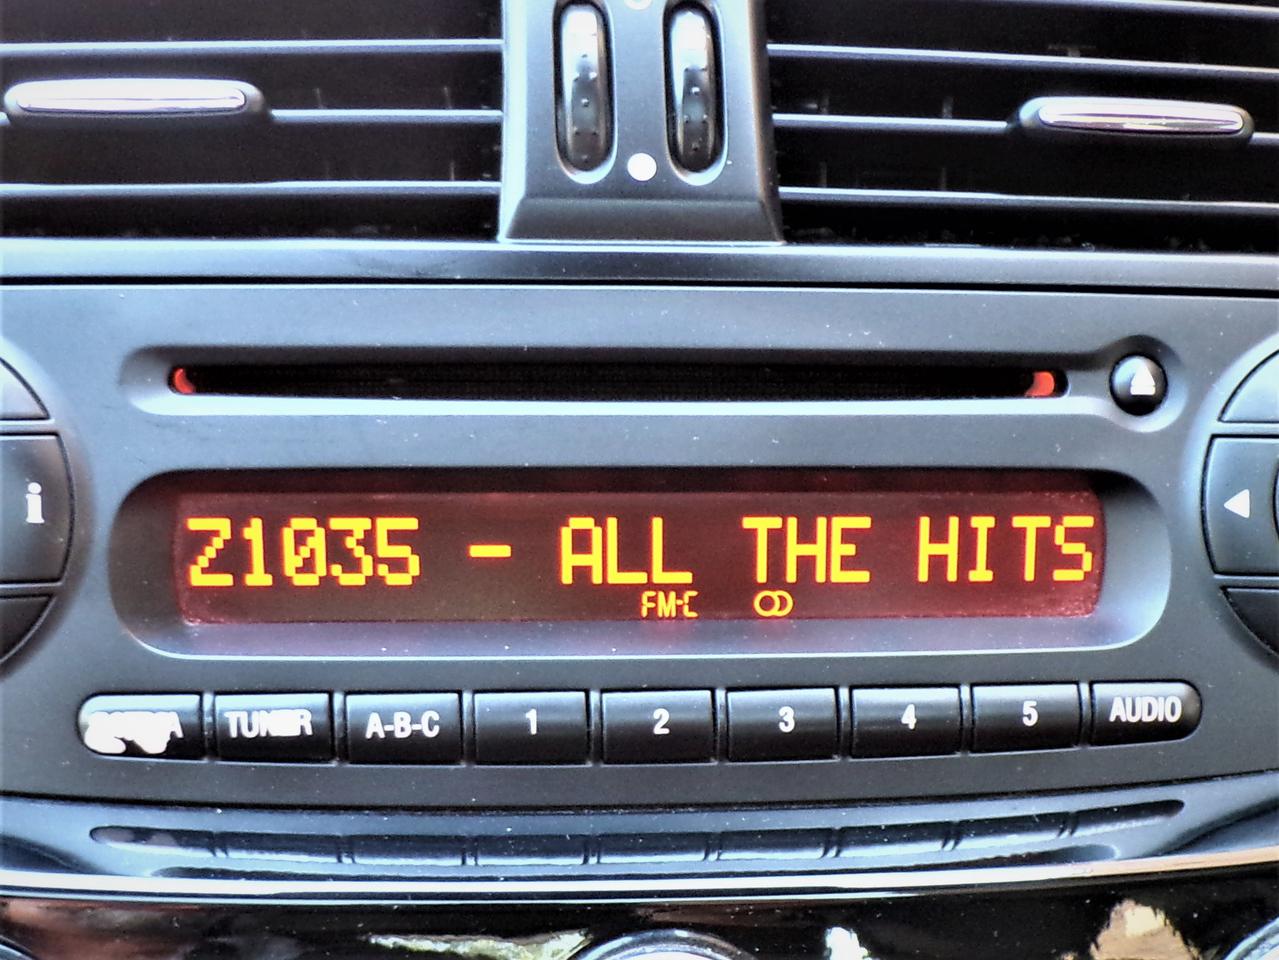 i
Z1035 - ALL THE HITS
FM-C
TUNER A-B-C 1 2 3 4 5 AUDIO